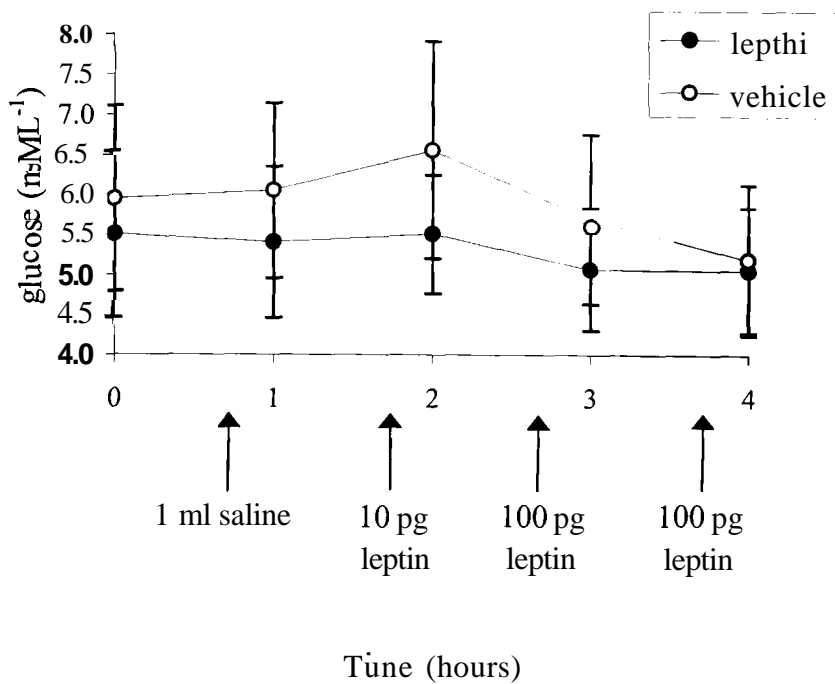 lepthi
vehicle
glucose (n:ML⁻¹)
8.0
7.5
7.0
6.5
6.0
5.5
5.0
4.5
4.0
0 1 2 3 4
1 ml saline
10 pg
leptin
100 pg
leptin
100 pg
leptin
Tune (hours)